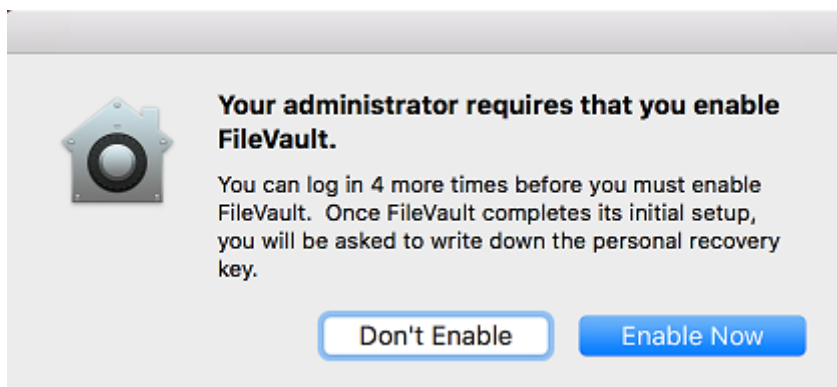 Your administrator requires that you enable
FileVault.
You can log in 4 more times before you must enable
FileVault.  Once FileVault completes its initial setup,
you will be asked to write down the personal recovery
key.
Don't Enable
Enable Now